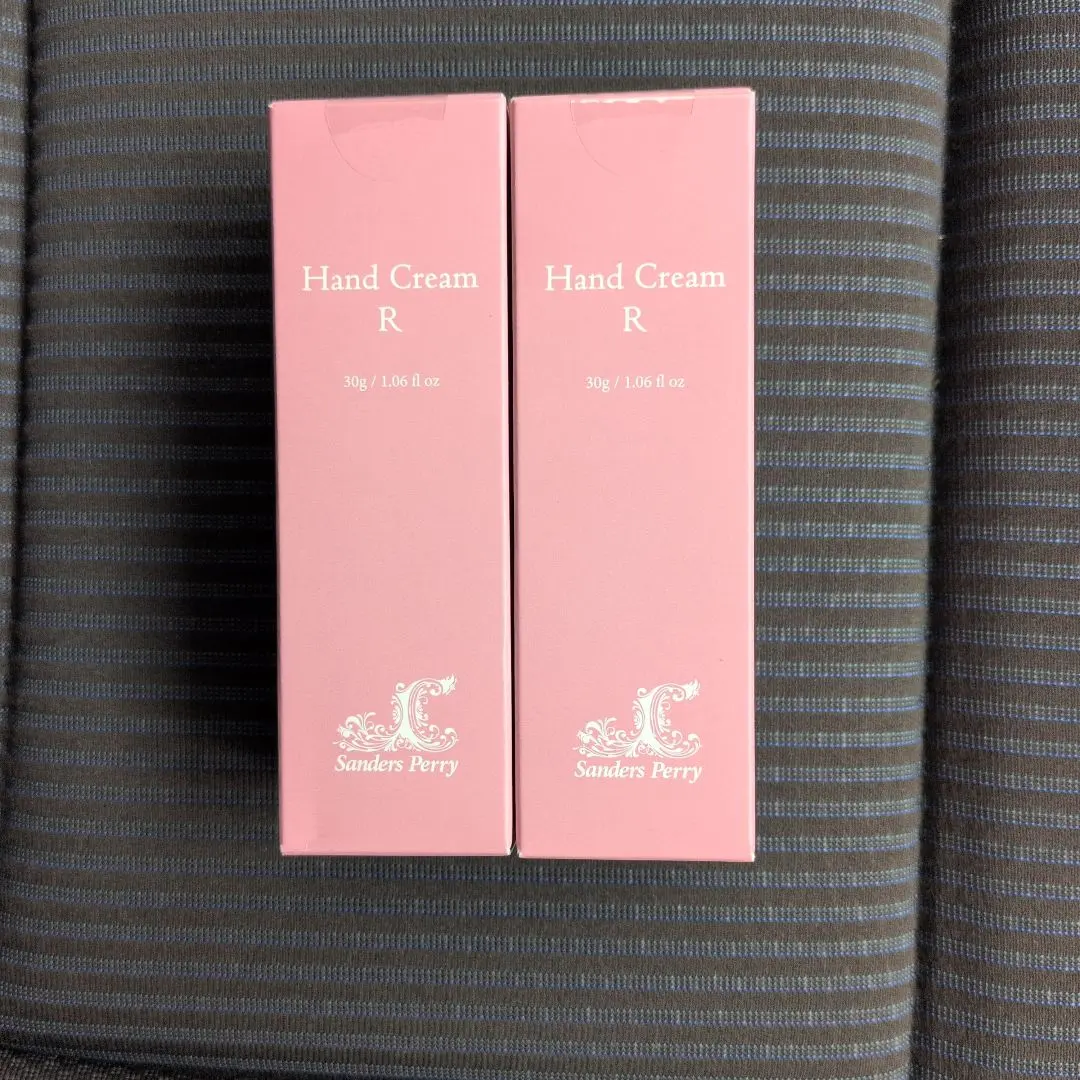 Hand Cream
R
30g / 1.06 fl oz
Sanders Perry
Hand Cream
R
30g / 1.06 fl oz
Sanders Perry